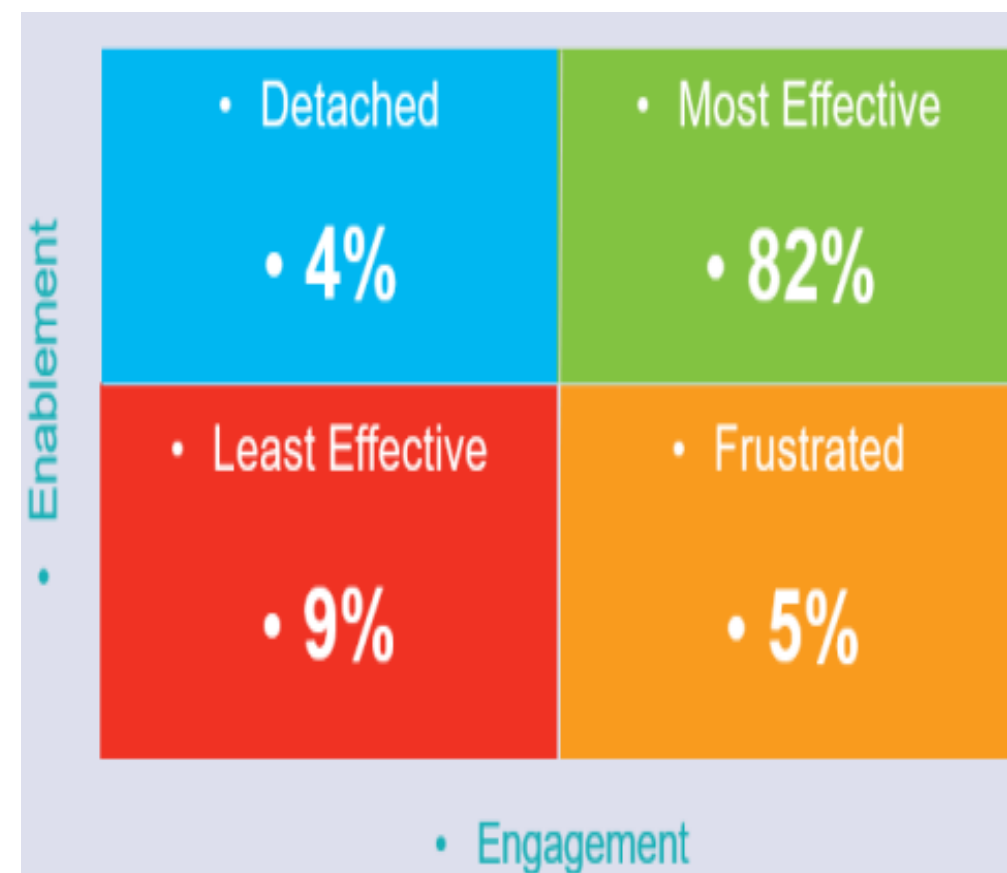 • Detached
• Most Effective
• 4%
• 82%
• Enablement
• Least Effective
• Frustrated
• 9%
• 5%
• Engagement